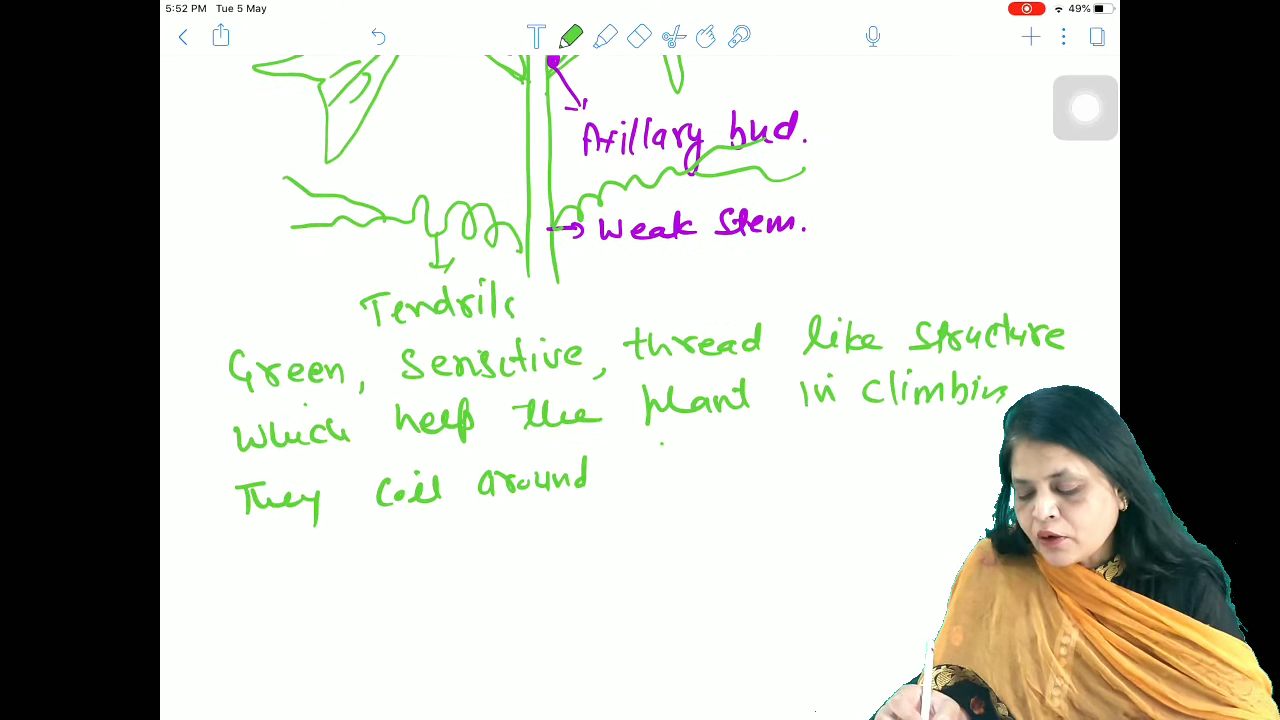 5:52 PM Tue 5 May
49%
T
Axillary bud.
Weak stem.
Tendrils
Green, sensctive, thread like structure
which help the plant in climbin
They coil around